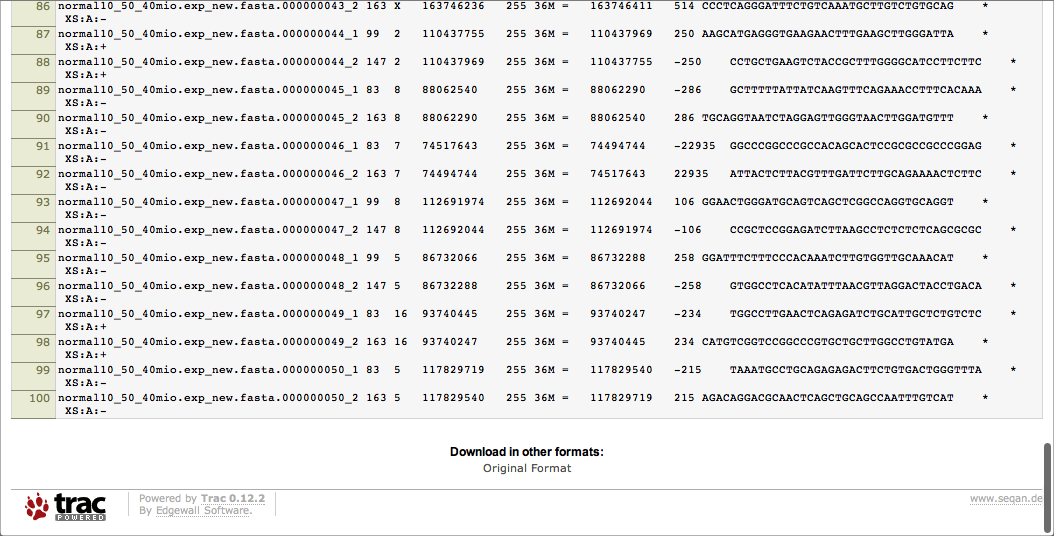 86 normal10_50_40mio.exp_new.fasta.000000043_2 163 X 163746236 255 36M = 163746411 514 CCCTCAGGGATTTCTGTCAAATGCTTGTCTGTGCAG *
XS:A:-
87 normal10_50_40mio.exp_new.fasta.000000044_1 99 2 110437755 255 36M = 110437969 250 AAGCATGAGGGTGAAGAACTTTGAAGCTTGGGATTA *
XS:A:+
88 normal10_50_40mio.exp_new.fasta.000000044_2 147 2 110437969 255 36M = 110437755 -250 CCTGCTGAAGTCTACCGCTTTGGGGCATCCTTCTTC *
XS:A:+
89 normal10_50_40mio.exp_new.fasta.000000045_1 83 8 88062540 255 36M = 88062290 -286 GCTTTTTATTATCAAGTTTCAGAAACCTTTCACAAA *
XS:A:-
90 normal10_50_40mio.exp_new.fasta.000000045_2 163 8 88062290 255 36M = 88062540 286 TGCAGGTAATCTAGGAGTTGGGTAACTTGGATGTTT *
XS:A:-
91 normal10_50_40mio.exp_new.fasta.000000046_1 83 7 74517643 255 36M = 74494744 -22935 GGCCCGGCCCGCCACAGCACTCCGCGCCGCCCGGAG *
XS:A:-
92 normal10_50_40mio.exp_new.fasta.000000046_2 163 7 74494744 255 36M = 74517643 22935 ATTACTCTTACGTTTGATTCTTGCAGAAAACTCTTC *
XS:A:-
93 normal10_50_40mio.exp_new.fasta.000000047_1 99 8 112691974 255 36M = 112692044 106 GGAACTGGGATGCAGTCAGCTCGGCCAGGTGCAGGT *
XS:A:-
94 normal10_50_40mio.exp_new.fasta.000000047_2 147 8 112692044 255 36M = 112691974 -106 CCGCTCCGGAGATCTTAAGCCTCTCTCTCAGCGCGC *
XS:A:-
95 normal10_50_40mio.exp_new.fasta.000000048_1 99 5 86732066 255 36M = 86732288 258 GGATTTCTTTCCCACAAATCTTGTGGTTGCAAACAT *
XS:A:-
96 normal10_50_40mio.exp_new.fasta.000000048_2 147 5 86732288 255 36M = 86732066 -258 GTGGCCTCACATATTTAACGTTAGGACTACCTGACA *
XS:A:-
97 normal10_50_40mio.exp_new.fasta.000000049_1 83 16 93740445 255 36M = 93740247 -234 TGGCCTTGAACTCAGAGATCTGCATTGCTCTGTCTC *
XS:A:+
98 normal10_50_40mio.exp_new.fasta.000000049_2 163 16 93740247 255 36M = 93740445 234 CATGTCGGTCCGGCCCGTGCTGCTTGGCCTGTATGA *
XS:A:+
99 normal10_50_40mio.exp_new.fasta.000000050_1 83 5 117829719 255 36M = 117829540 -215 TAAATGCCTGCAGAGAGACTTCTGTGACTGGGTTTA *
XS:A:-
100 normal10_50_40mio.exp_new.fasta.000000050_2 163 5 117829540 255 36M = 117829719 215 AGACAGGACGCAACTCAGCTGCAGCCAATTTGTCAT *
XS:A:-
Download in other formats:
Original Format
trac
POWERED
Powered by Trac 0.12.2
By Edgewall Software.
www.seqan.de